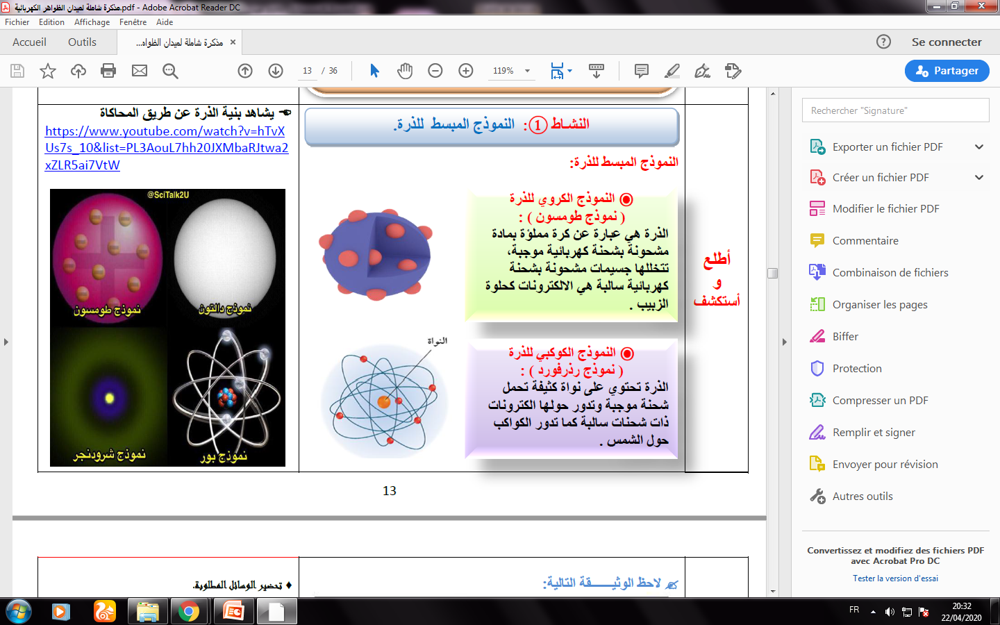 مذكرة شاملة لميدان الظواهر الكهربائية.pdf - Adobe Acrobat Reader DC
Fichier Edition Affichage Fenêtre Aide
Accueil Outils مذكرة شاملة لميدان الظواه... × ? Se connecter
13 / 36 119% Partager
☜ يشاهد بنية الذرة عن طريق المحاكاة
https://www.youtube.com/watch?v=hTvX
Us7s_10&list=PL3AouL7hh20JXMbaRJtwa2
xZLR5ai7VtW
@SciTalk2U
نموذج طومسون
نموذج دالتون
نموذج شرودنجر
نموذج بور
النشـاط ①: النموذج المبسط للذرة.
النموذج المبسط للذرة:
◉ النموذج الكروي للذرة
( نموذج طومسون ) :
الذرة هي عبارة عن كرة مملؤة بمادة
مشحونة بشحنة كهربائية موجبة،
تتخللها جسيمات مشحونة بشحنة
كهربائية سالبة هي الالكترونات كحلوة
الزبيب .
النواة
◉ النموذج الكوكبي للذرة
( نموذج رذرفورد ) :
الذرة تحتوي على نواة كثيفة تحمل
شحنة موجبة وتدور حولها الكترونات
ذات شحنات سالبة كما تدور الكواكب
حول الشمس .
أطلع
و
أستكشف
13
♦ تحضير الوسائل المطلوبة.
لاحظ الوثيـــــــقة التالية:
Rechercher "Signature"
Exporter un fichier PDF
Créer un fichier PDF
Modifier le fichier PDF
Commentaire
Combinaison de fichiers
Organiser les pages
Biffer
Protection
Compresser un PDF
Remplir et signer
Envoyer pour révision
Autres outils
Convertissez et modifiez des fichiers PDF
avec Acrobat Pro DC
Tester la version d'essai
FR
20:32
22/04/2020